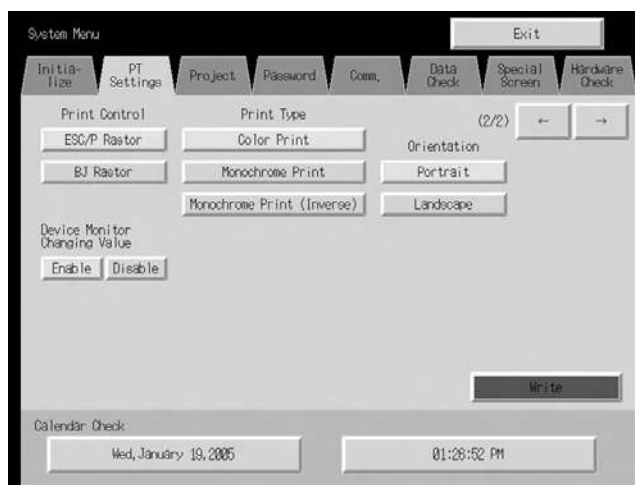 System Menu
Exit
Initia-
lize
PT
Settings
Project
Password
Comm.
Data
Check
Special
Screen
Hardware
Check
Print Control
Print Type
(2/2)
←
→
ESC/P Rastor
Color Print
Orientation
BJ Rastor
Monochrome Print
Portrait
Monochrome Print (Inverse)
Landscape
Device Monitor
Changing Value
Enable
Disable
Write
Calendar Check
Wed,January 19,2005
01:26:52 PM